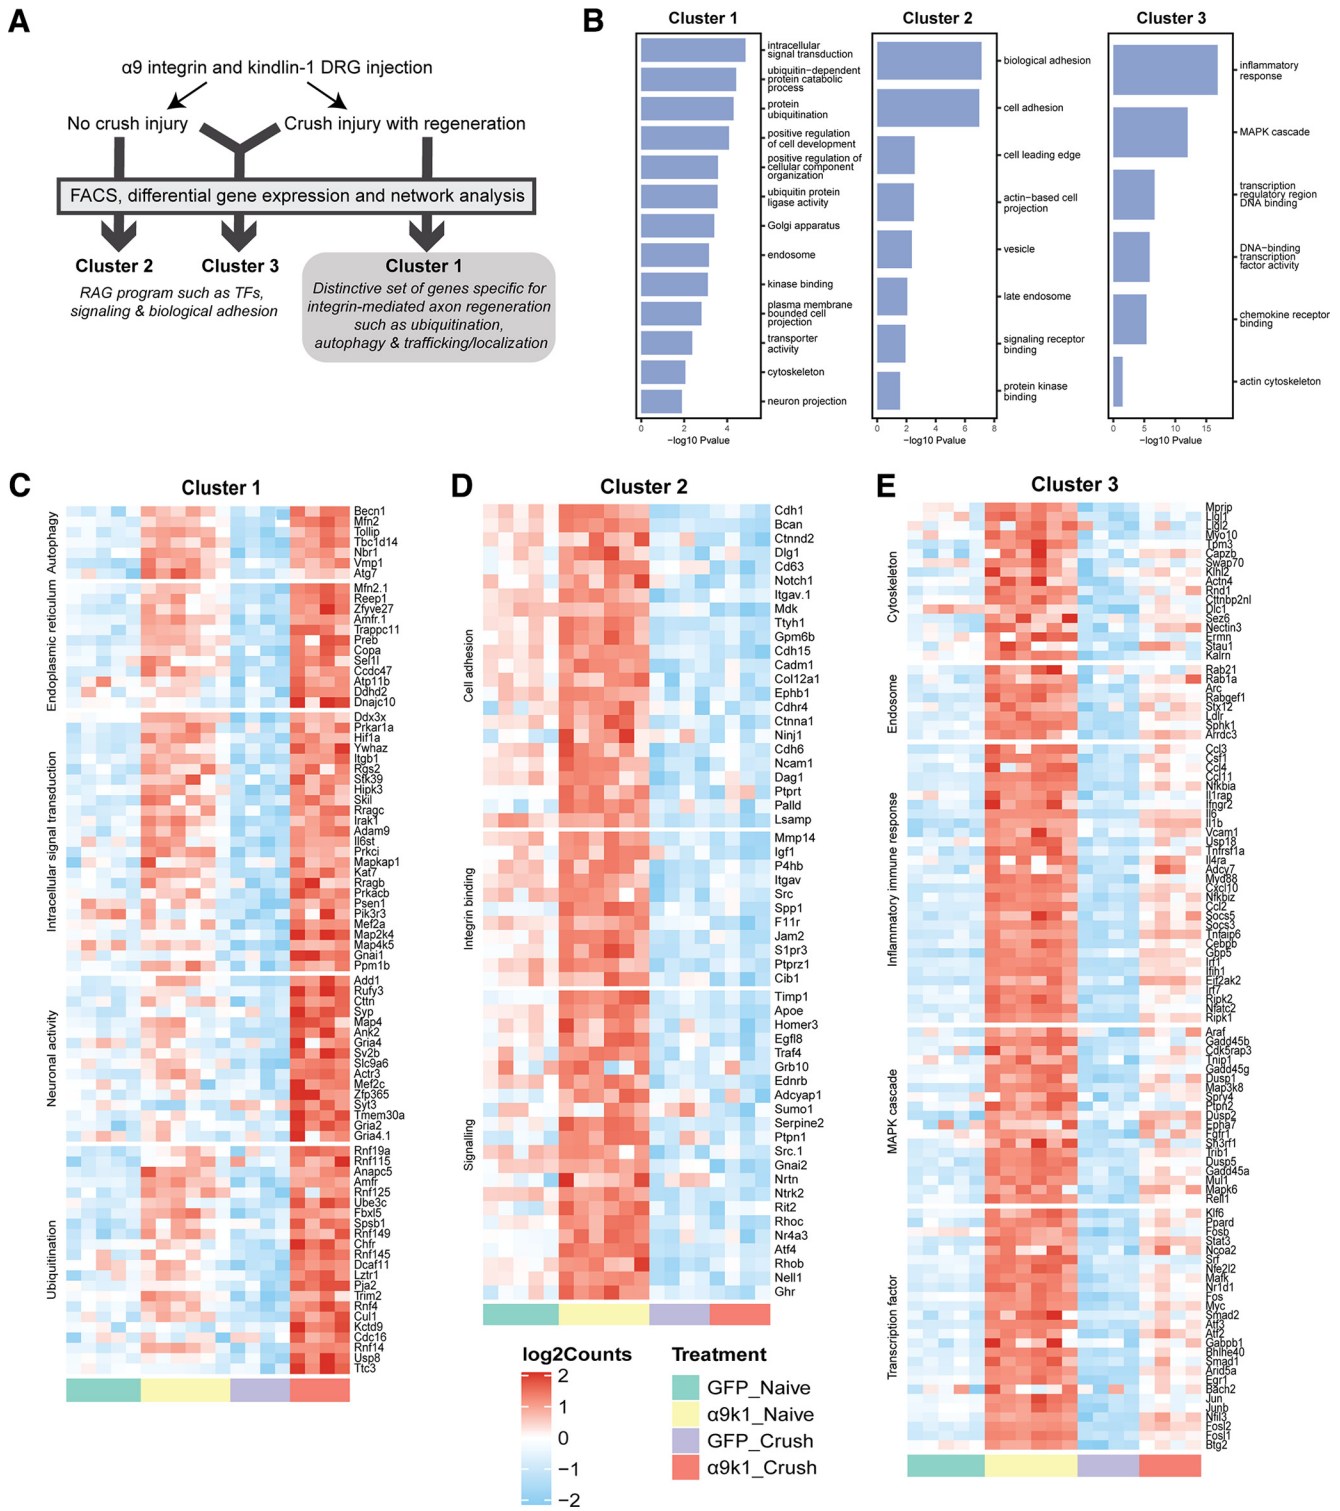 A
α9 integrin and kindlin-1 DRG injection
No crush injury
Crush injury with regeneration
FACS, differential gene expression and network analysis
Cluster 2
Cluster 3
Cluster 1
RAG program such as TFs,
signaling & biological adhesion
Distinctive set of genes specific for
integrin-mediated axon regeneration
such as ubiquitination,
autophagy & trafficking/localization
B
Cluster 1
intracellular
signal transduction
ubiquitin-dependent
protein catabolic
process
protein
ubiquitination
positive regulation
of cell development
positive regulation of
cellular component
organization
ubiquitin protein
ligase activity
Golgi apparatus
endosome
kinase binding
plasma membrane
bounded cell
projection
transporter
activity
cytoskeleton
neuron projection
0 2 4
−log10 Pvalue
Cluster 2
biological adhesion
cell adhesion
cell leading edge
actin-based cell
projection
vesicle
late endosome
signaling receptor
binding
protein kinase
binding
0 2 4 6 8
−log10 Pvalue
Cluster 3
inflammatory
response
MAPK cascade
transcription
regulatory region
DNA binding
DNA−binding
transcription
factor activity
chemokine receptor
binding
actin cytoskeleton
0 5 10 15
−log10 Pvalue
C
Cluster 1
Autophagy
Becn1
Mfn2
Tollip
Tbc1d14
Nbr1
Vmp1
Atg7
Endoplasmic reticulum
Mfn2.1
Reep1
Zfyve27
Amfr.1
Trappc11
Preb
Copa
Sel1l
Ccdc47
Atp11b
Ddhd2
Dnajc10
Intracellular signal transduction
Ddx3x
Prkar1a
Hif1a
Ywhaz
Itgb1
Rgs2
Stk39
Hipk3
Skil
Rragc
Irak1
Adam9
Il6st
Prkci
Mapkap1
Kat7
Rragb
Prkacb
Psen1
Pik3r3
Mef2a
Map2k4
Map4k5
Gnai1
Ppm1b
Neuronal activity
Add1
Rufy3
Cttn
Syp
Map4
Ank2
Gria4
Sv2b
Slc9a6
Actr3
Mef2c
Zfp365
Syt3
Tmem30a
Gria2
Gria4.1
Ubiquitination
Rnf19a
Rnf115
Anapc5
Amfr
Rnf125
Ube3c
Fbxl5
Spsb1
Rnf149
Chfr
Rnf145
Dcaf11
Lztr1
Pja2
Trim2
Rnf4
Cul1
Kctd9
Cdc16
Rnf14
Usp8
Ttc3
D
Cluster 2
Cell adhesion
Cdh1
Bcan
Ctnnd2
Dlg1
Cd63
Notch1
Itgav.1
Mdk
Ttyh1
Gpm6b
Cdh15
Cadm1
Col12a1
Ephb1
Cdhr4
Ctnna1
Ninj1
Cdh6
Ncam1
Dag1
Ptprt
Palld
Lsamp
Integrin binding
Mmp14
Igf1
P4hb
Itgav
Src
Spp1
F11r
Jam2
S1pr3
Ptprz1
Cib1
Signalling
Timp1
Apoe
Homer3
Egfl8
Traf4
Grb10
Ednrb
Adcyap1
Sumo1
Serpine2
Ptpn1
Src.1
Gnai2
Nrtn
Ntrk2
Rit2
Rhoc
Nr4a3
Atf4
Rhob
Nell1
Ghr
log2Counts
2
1
0
−1
−2
Treatment
GFP_Naive
α9k1_Naive
GFP_Crush
α9k1_Crush
E
Cluster 3
Cytoskeleton
Mprip
Llgl1
Llgl2
Myo10
Tpm3
Capzb
Swap70
Klhl2
Actn4
Rnd1
Cttnbp2nl
Dlc1
Sez6
Nectin3
Ermn
Stau1
Kalrn
Endosome
Rab21
Rab1a
Arc
Rabgef1
Stx12
Ldlr
Sphk1
Arrdc3
Inflammatory immune response
Ccl3
Csf1
Ccl4
Ccl11
Nfkbia
Il1rap
Ifngr2
Il6
Il1b
Vcam1
Usp18
Tnfrsf1a
Il4ra
Adcy7
Myd88
Cxcl10
Nfkbiz
Ccl2
Socs5
Socs3
Tnfaip6
Cebpb
Gbp5
Irf1
Ifih1
Eif2ak2
Irf7
Ripk2
Nfatc2
Ripk1
MAPK cascade
Araf
Gadd45b
Cdk5rap3
Tnip1
Gadd45g
Dusp1
Map3k8
Spry4
Ptpn2
Dusp2
Epha7
Fgfr1
Sh3rf1
Trib1
Dusp5
Gadd45a
Mul1
Mapk6
Rell1
Transcription factor
Klf6
Ppard
Fosb
Stat3
Ncoa2
Srf
Nfe2l2
Mafk
Nr1d1
Fos
Myc
Smad2
Atf3
Atf2
Gabpb1
Bhlhe40
Smad1
Arid5a
Egr1
Bach2
Jun
Junb
Nfil3
Fosl2
Fosl1
Btg2